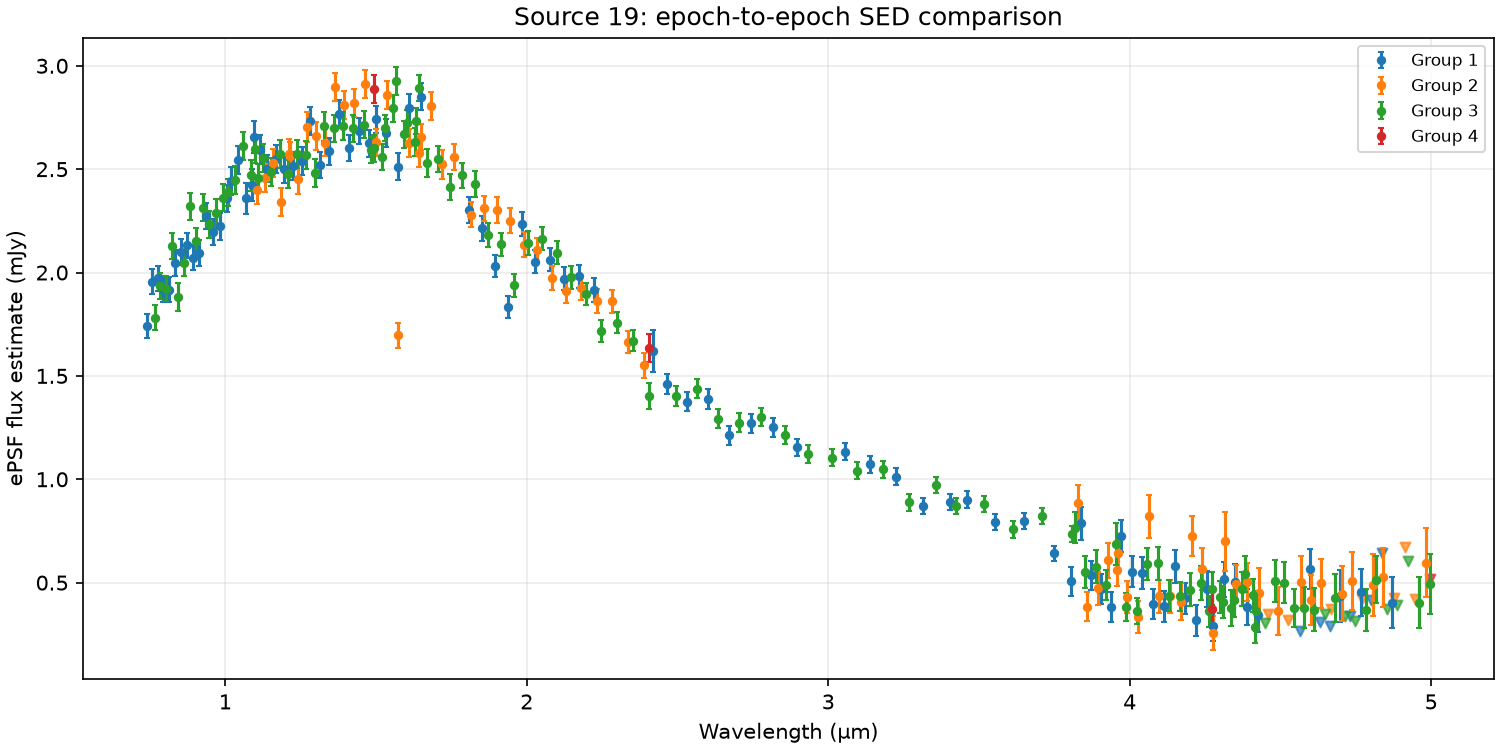 Source 19: epoch-to-epoch SED comparison
ePSF flux estimate (mJy)
3.0
2.5
2.0
1.5
1.0
0.5
Group 1
Group 2
Group 3
Group 4
1 2 3 4 5
Wavelength (μm)